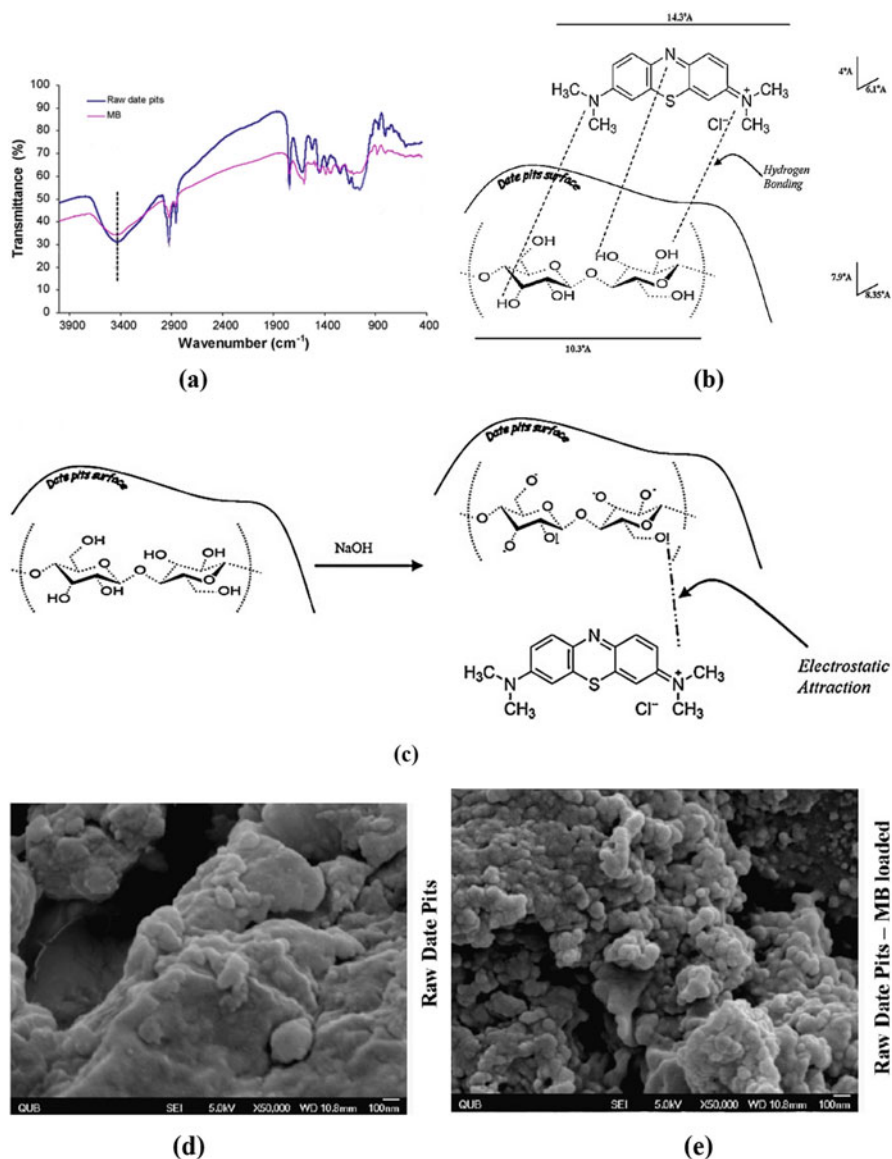 100
90
80
70
60
50
40
30
20
10
0
Transmittance (%)
Raw date pits
MB
3900 3400 2900 2400 1900 1400 900 400
Wavenumber (cm⁻¹)
(a)
14.3°A
N
H₃C
N
S
N⁺
CH₃
CH₃
Cl⁻
CH₃
4°A
6.1°A
Hydrogen
Bonding
Date pits surface
OH
HO
OH
O
O
O
O
HO
OH
OH
7.9°A
8.35°A
10.3°A
(b)
Date pits surface
OH
HO
OH
O
O
O
O
HO
OH
OH
NaOH
Date pits surface
O
O
O
O
O
O
H₃C
N
N
S
N⁺
CH₃
CH₃
Cl⁻
CH₃
Electrostatic
Attraction
(c)
Raw Date Pits
QUB SEI 5.0kV X50,000 WD 10.8mm 100nm
(d)
Raw Date Pits – MB loaded
QUB SEI 5.0kV X50,000 WD 10.8mm 100nm
(e)